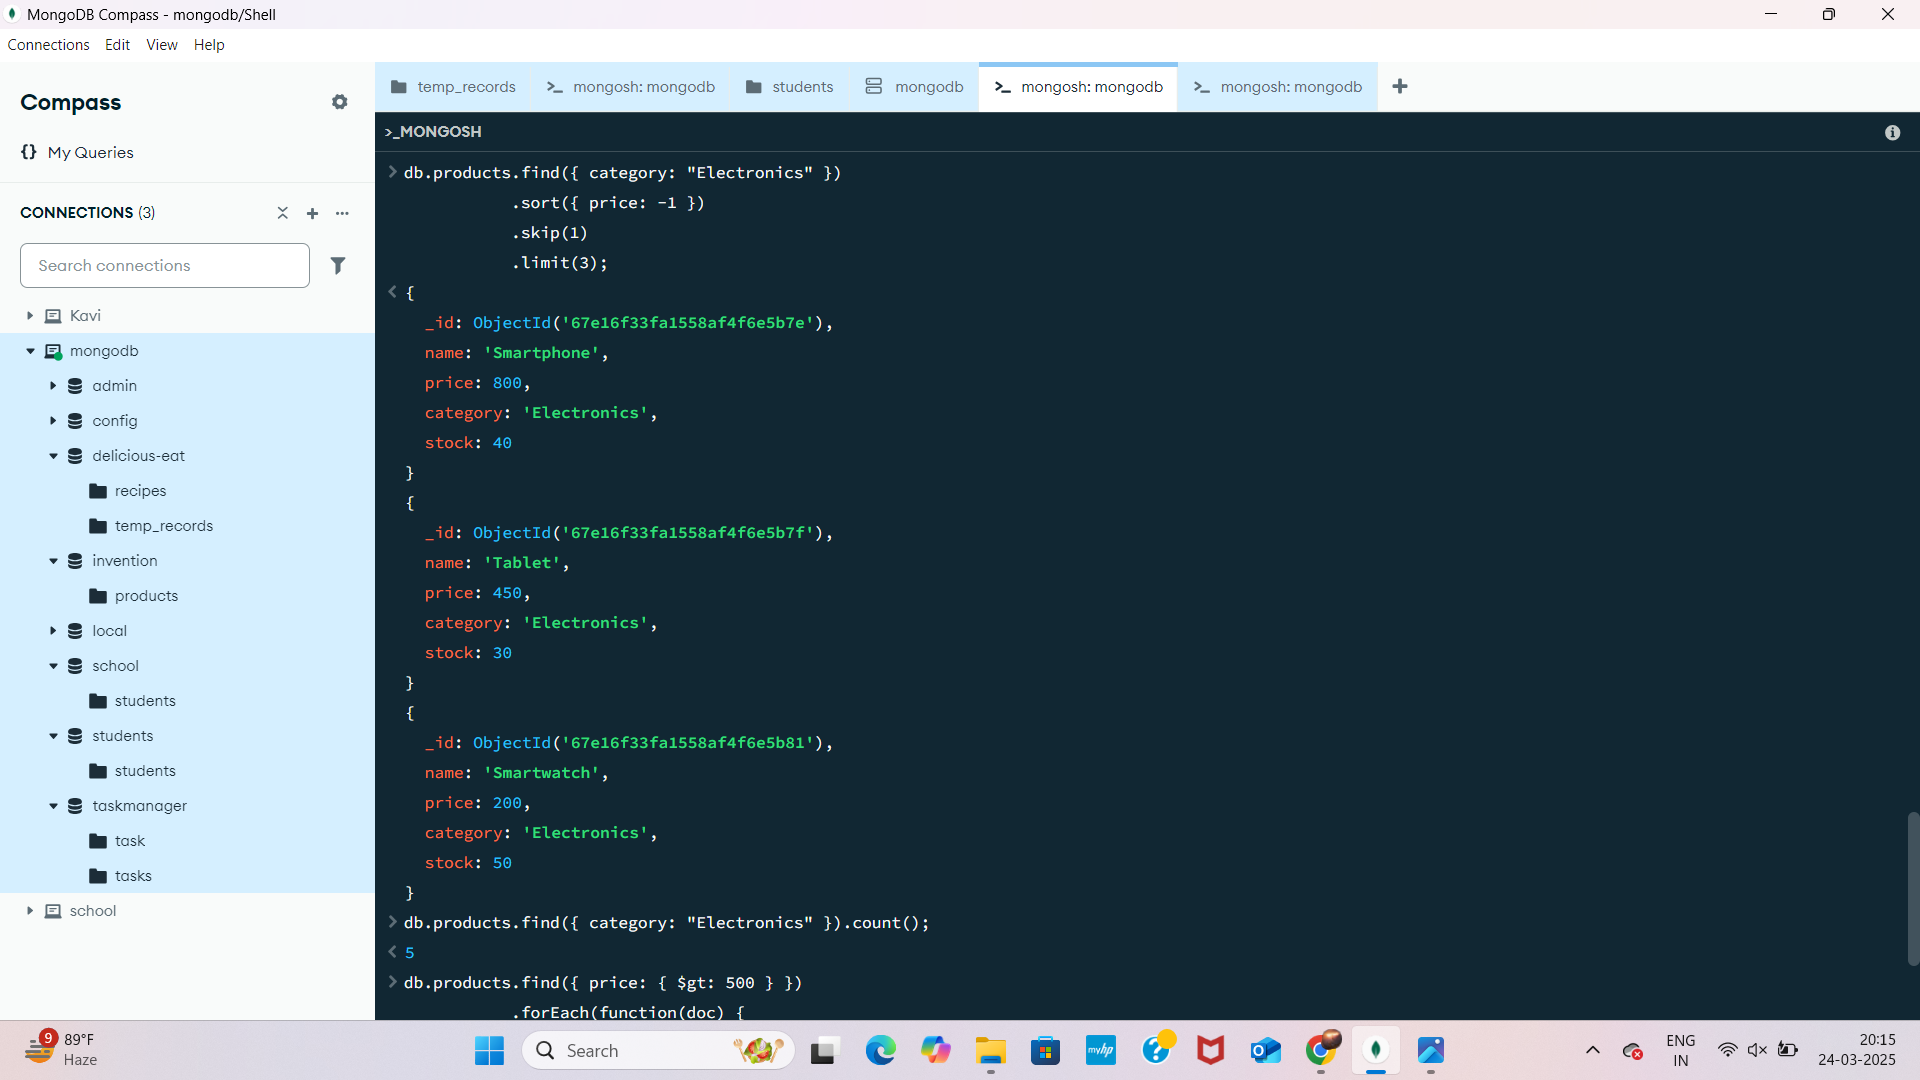 MongoDB Compass - mongodb/Shell
Connections Edit View Help
Compass
{} My Queries
CONNECTIONS (3)
Search connections
Kavi
mongodb
admin
config
delicious-eat
recipes
temp_records
invention
products
local
school
students
students
students
taskmanager
task
tasks
school
temp_records >_ mongosh: mongodb students mongodb >_ mongosh: mongodb >_ mongosh: mongodb +
>_MONGOSH
> db.products.find({ category: "Electronics" })
.sort({ price: -1 })
.skip(1)
.limit(3);
< {
_id: ObjectId('67e16f33fa1558af4f6e5b7e'),
name: 'Smartphone',
price: 800,
category: 'Electronics',
stock: 40
}
{
_id: ObjectId('67e16f33fa1558af4f6e5b7f'),
name: 'Tablet',
price: 450,
category: 'Electronics',
stock: 30
}
{
_id: ObjectId('67e16f33fa1558af4f6e5b81'),
name: 'Smartwatch',
price: 200,
category: 'Electronics',
stock: 50
}
> db.products.find({ category: "Electronics" }).count();
< 5
> db.products.find({ price: { $gt: 500 } })
.forEach(function(doc) {
9 89°F
Haze
Search
myhp
ENG
IN
20:15
24-03-2025